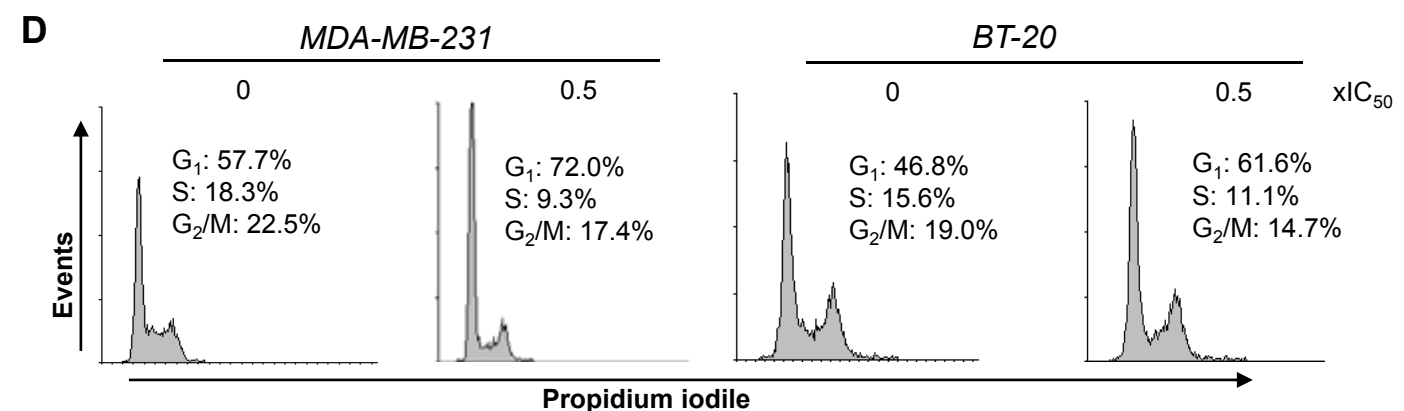 D
MDA-MB-231
BT-20
0
0.5
0
0.5
xIC50
G1: 57.7%
S: 18.3%
G2/M: 22.5%
G1: 72.0%
S: 9.3%
G2/M: 17.4%
G1: 46.8%
S: 15.6%
G2/M: 19.0%
G1: 61.6%
S: 11.1%
G2/M: 14.7%
Events
Propidium iodile